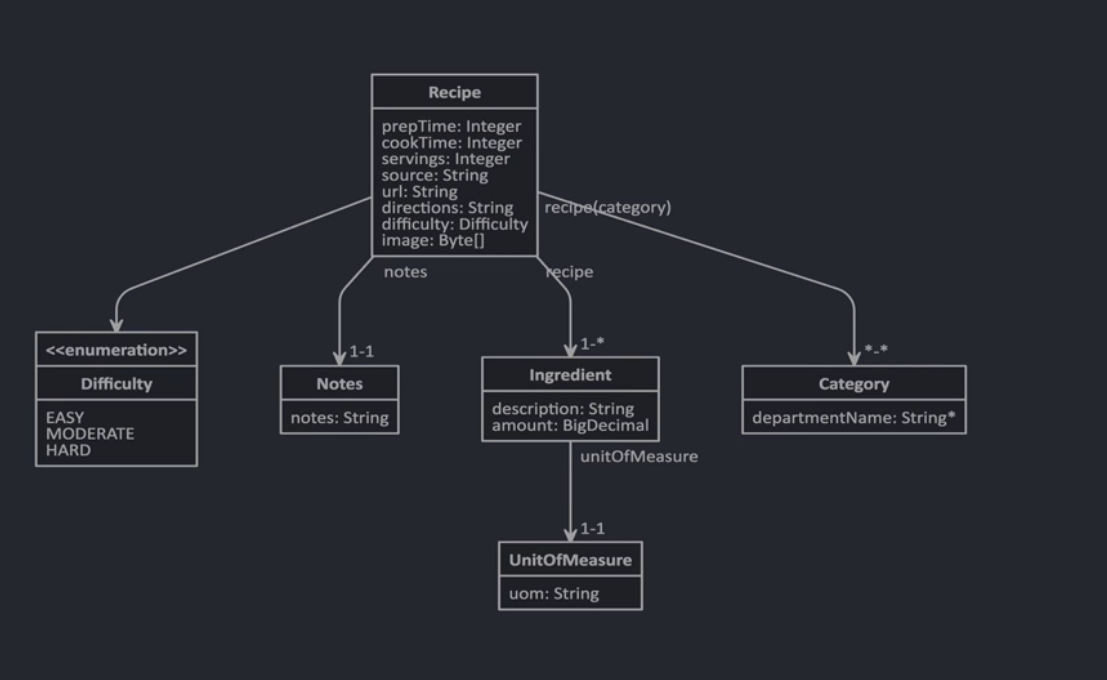 Recipe
prepTime: Integer
cookTime: Integer
servings: Integer
source: String
url: String
directions: String
difficulty: Difficulty
image: Byte[]
recipe(category)
notes
recipe
1-1
1-*
*-*
<<enumeration>>
Difficulty
EASY
MODERATE
HARD
Notes
notes: String
Ingredient
description: String
amount: BigDecimal
Category
departmentName: String*
unitOfMeasure
1-1
UnitOfMeasure
uom: String